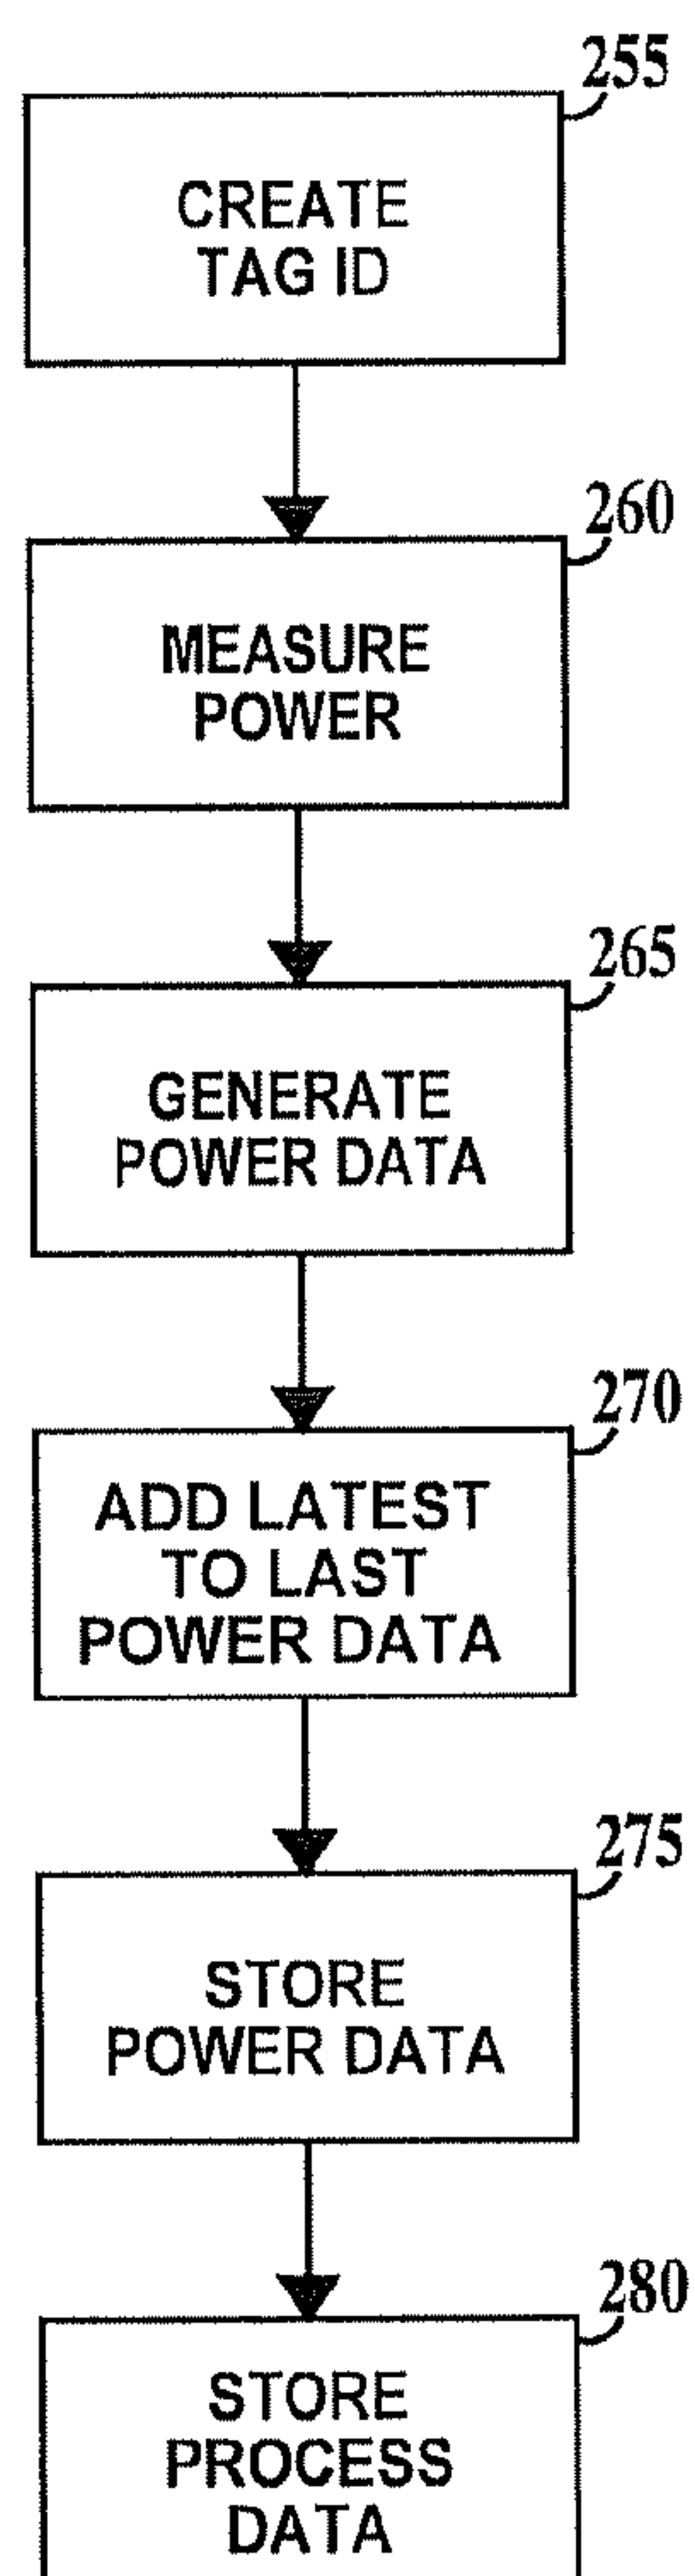 255
CREATE
TAG ID
260
MEASURE
POWER
265
GENERATE
POWER DATA
270
ADD LATEST
TO LAST
POWER DATA
275
STORE
POWER DATA
280
STORE
PROCESS
DATA